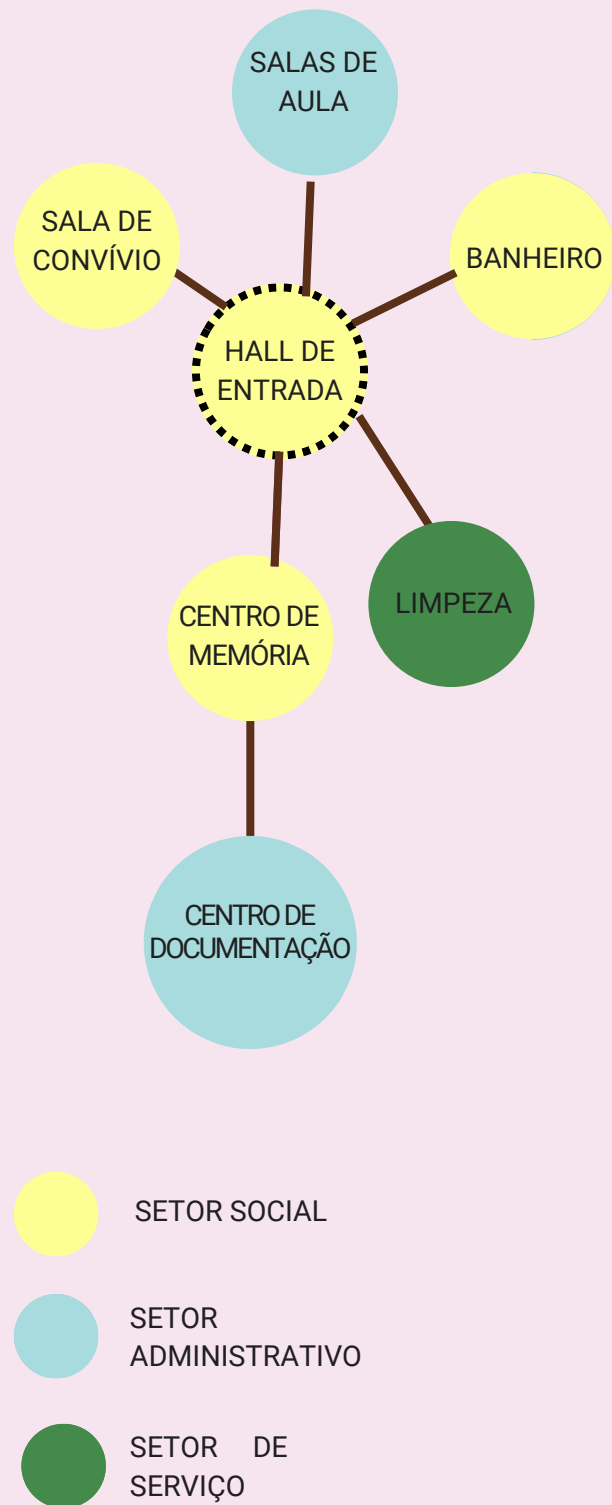 SALAS DE
AULA
SALA DE
CONVÍVIO
BANHEIRO
HALL DE
ENTRADA
CENTRO DE
MEMÓRIA
LIMPEZA
CENTRO DE
DOCUMENTAÇÃO
SETOR SOCIAL
SETOR
ADMINISTRATIVO
SETOR DE
SERVIÇO